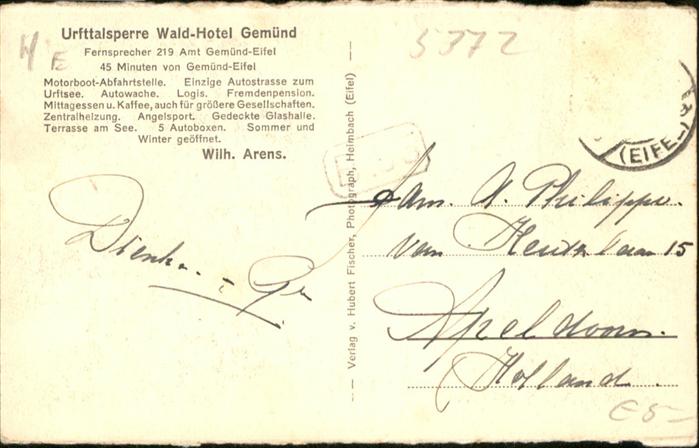 Urfttalsperre Wald-Hotel Gemünd
Fernsprecher 219 Amt Gemünd-Eifel
45 Minuten von Gemünd-Eifel
Motorboot-Abfahrtstelle. Einzige Autostrasse zum
Urftsee. Autowache. Logis. Fremdenpension.
Mittagessen u. Kaffee, auch für größere Gesellschaften.
Zentralheizung. Angelsport. Gedeckte Glashalle.
Terrasse am See. 5 Autoboxen. Sommer und
Winter geöffnet.
Wilh. Arens.
Verlag v. Hubert Fischer, Photograph, Heimbach (Eifel)
5372
(EIFEL
Fam. A. Philippo.
van Heutszlaan 15
Apeldoorn.
Holland
€5-